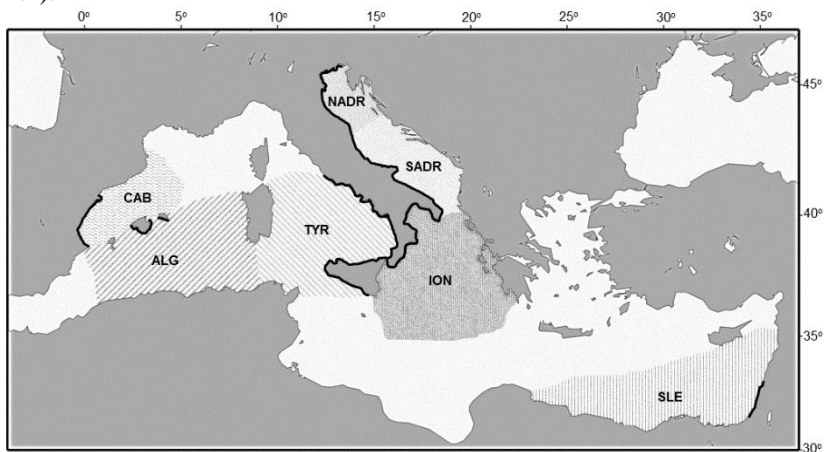 0º 5º 10º 15º 20º 25º 30º 35º
45º
NADR
SADR
CAB
40º
TYR
ALG
ION
35º
SLE
30º